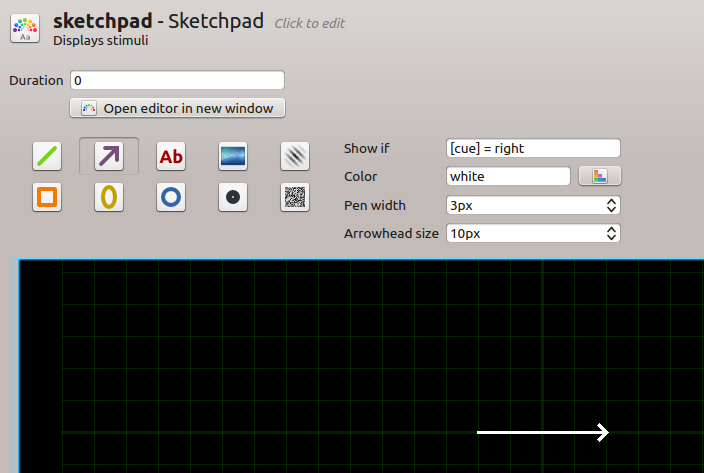 sketchpad - Sketchpad Click to edit
Aa
Displays stimuli
Duration 0
Open editor in new window
Ab
Show if [cue] = right
Color white
Pen width 3px
Arrowhead size 10px